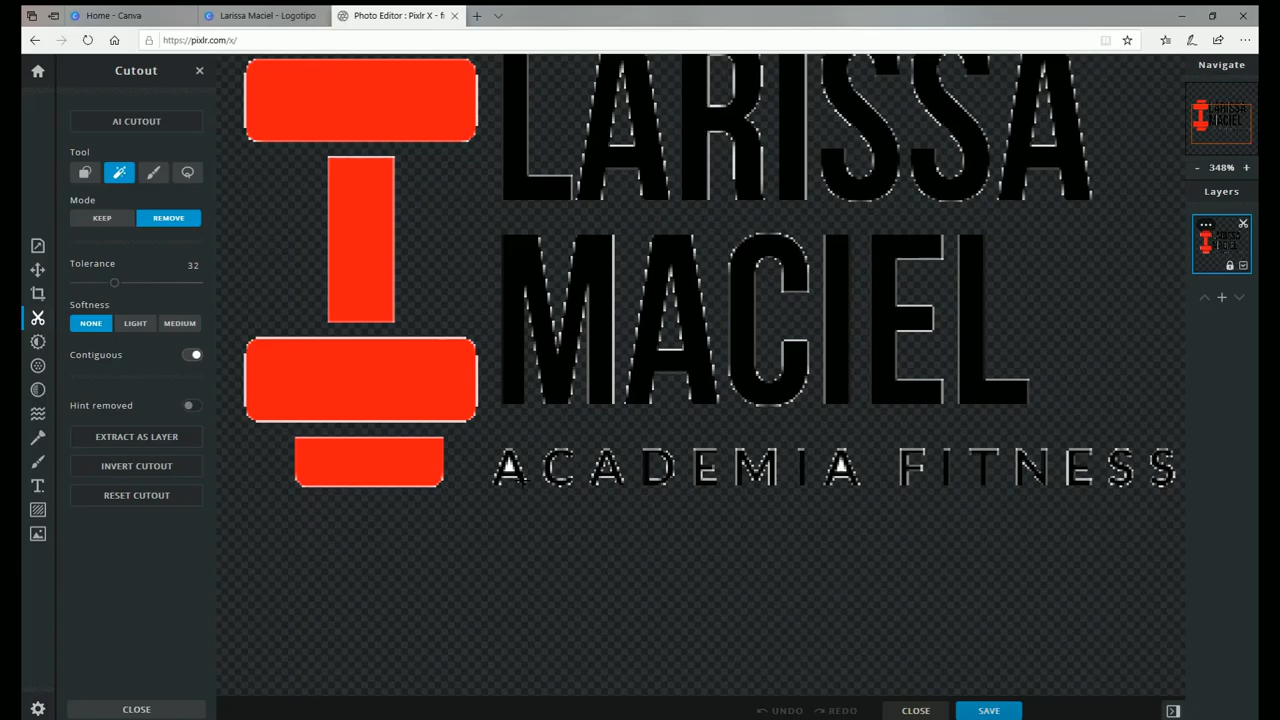 Home - Canva
Larissa Maciel - Logotipo
Photo Editor : Pixlr X - f
https://pixlr.com/x/
Cutout
AI CUTOUT
Tool
Mode
KEEP
REMOVE
Tolerance
32
Softness
NONE
LIGHT
MEDIUM
Contiguous
Hint removed
EXTRACT AS LAYER
INVERT CUTOUT
RESET CUTOUT
CLOSE
LARISSA
MACIEL
ACADEMIA FITNESS
Navigate
LARISSA
MACIEL
- 348% +
Layers
UNDO
REDO
CLOSE
SAVE